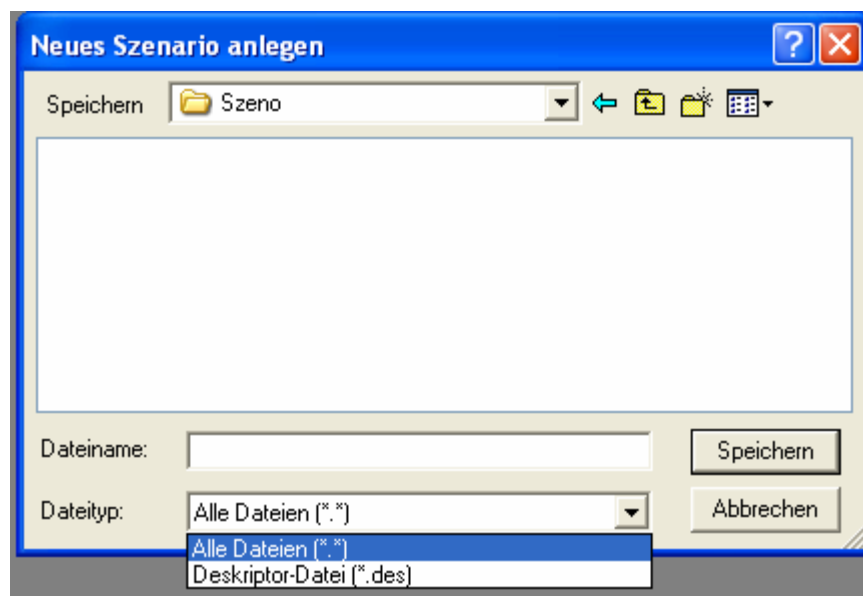 Neues Szenario anlegen
Speichern Szeno
Dateiname: Speichern
Dateityp: Alle Dateien (*.*) Abbrechen
Alle Dateien (*.*)
Deskriptor-Datei (*.des)